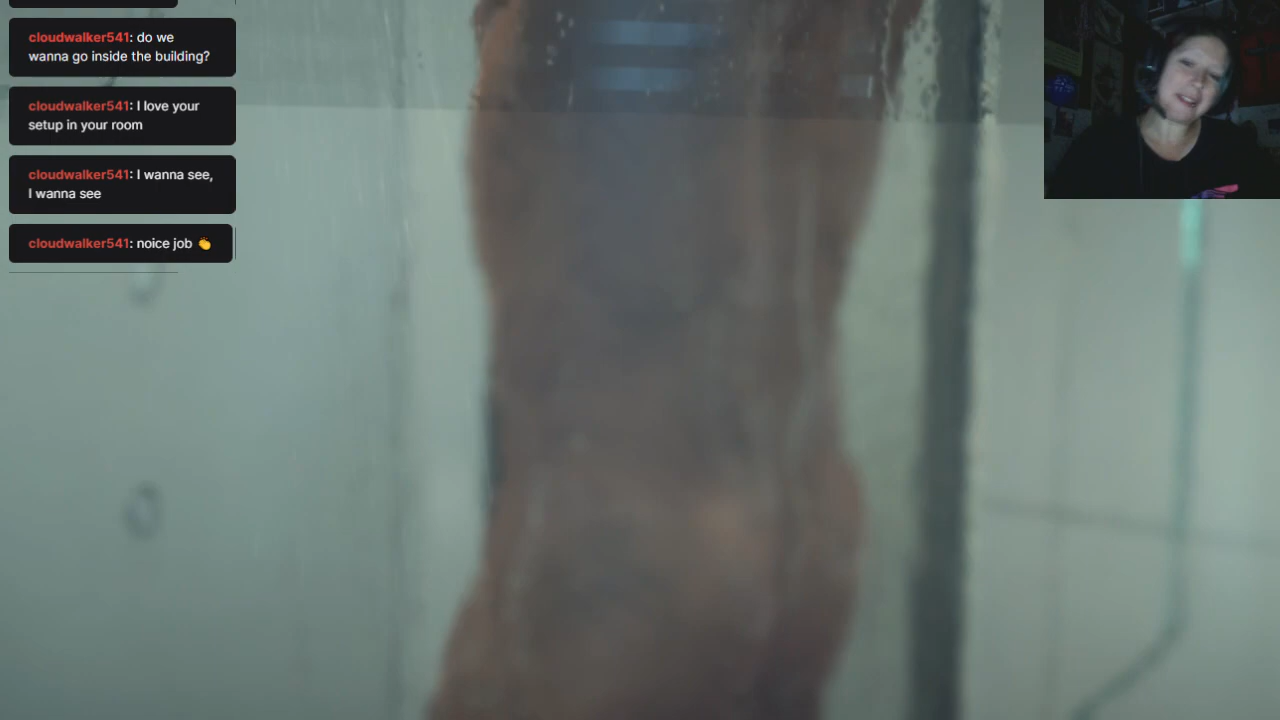 cloudwalker541: do we
wanna go inside the building?
cloudwalker541: I love your
setup in your room
cloudwalker541: I wanna see,
I wanna see
cloudwalker541: noice job 👏